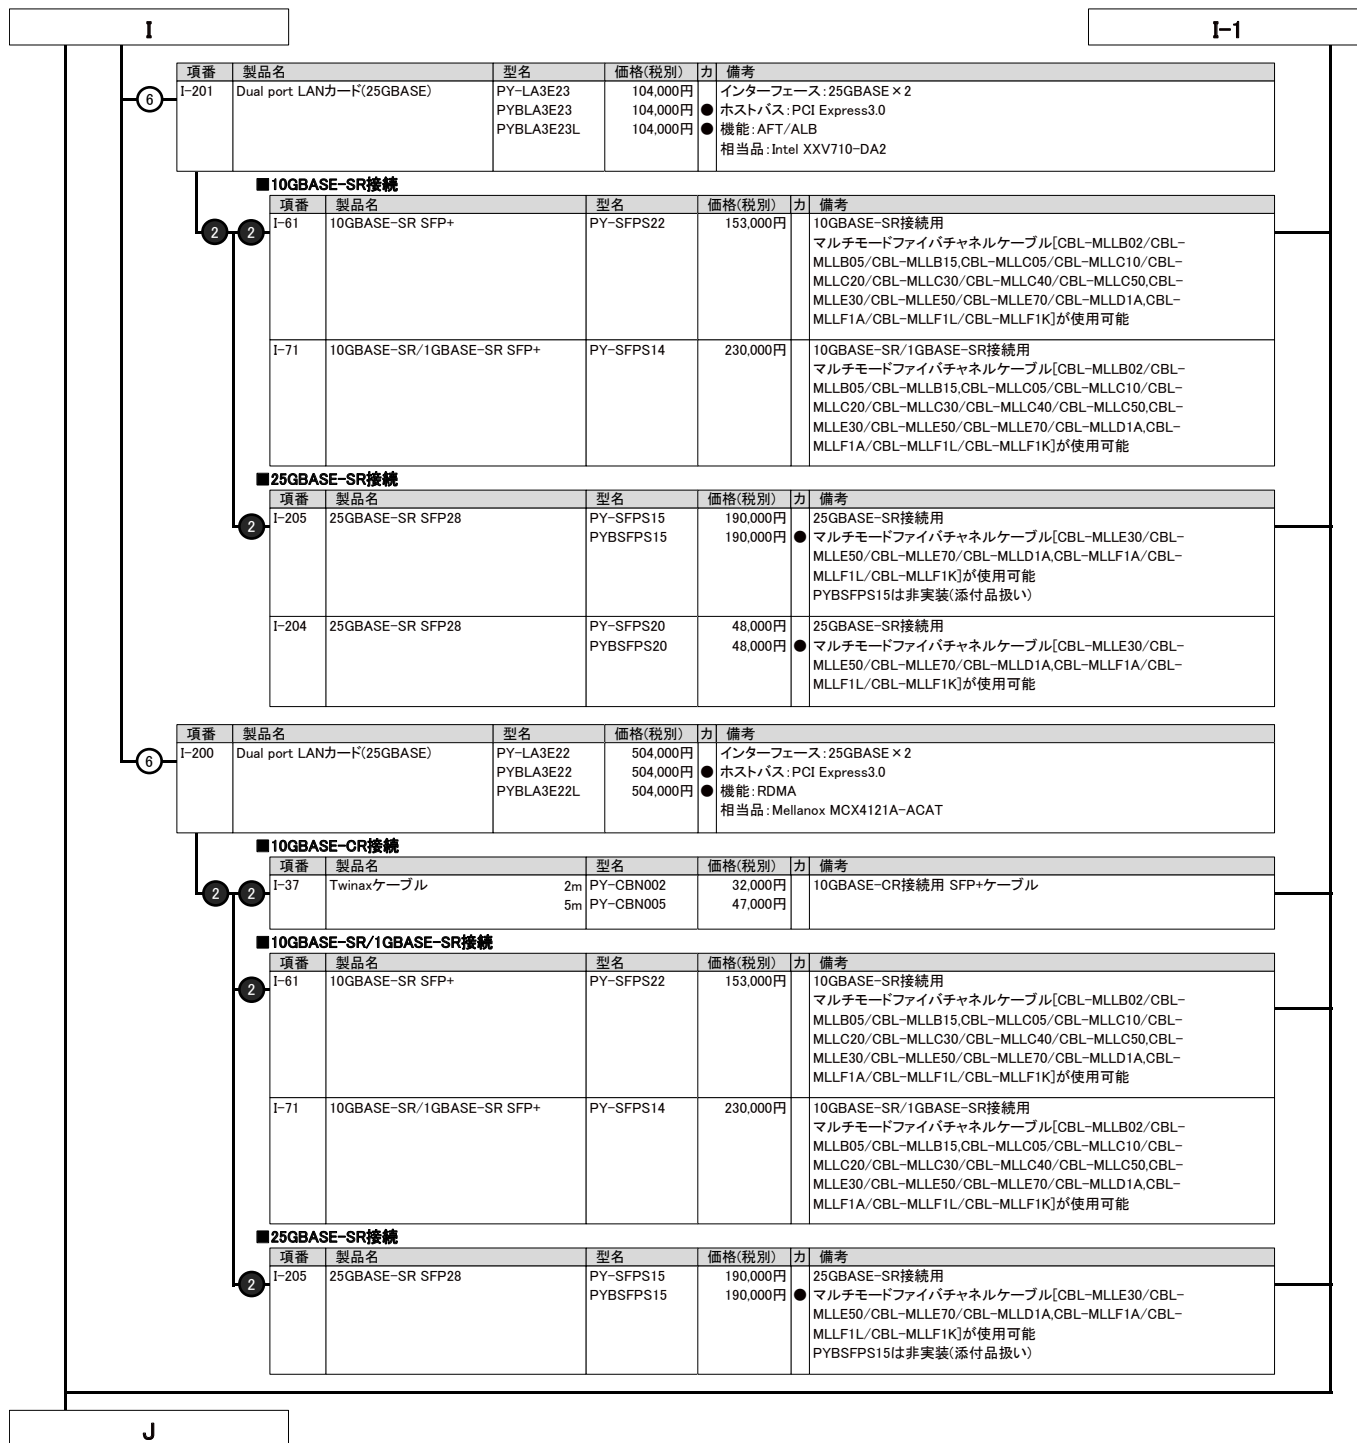 I
I-1
項番 製品名 型名 価格(税別) カ 備考
⑥ I-201 Dual port LANカード(25GBASE) PY-LA3E23 104,000円 インターフェース:25GBASE×2
PYBLA3E23 104,000円 ● ホストバス:PCI Express3.0
PYBLA3E23L 104,000円 ● 機能:AFT/ALB
相当品:Intel XXV710-DA2
■10GBASE-SR接続
項番 製品名 型名 価格(税別) カ 備考
2 2 I-61 10GBASE-SR SFP+ PY-SFPS22 153,000円 10GBASE-SR接続用
マルチモードファイバチャネルケーブル[CBL-MLLB02/CBL-
MLLB05/CBL-MLLB15,CBL-MLLC05/CBL-MLLC10/CBL-
MLLC20/CBL-MLLC30/CBL-MLLC40/CBL-MLLC50,CBL-
MLLE30/CBL-MLLE50/CBL-MLLE70/CBL-MLLD1A,CBL-
MLLF1A/CBL-MLLF1L/CBL-MLLF1K]が使用可能
I-71 10GBASE-SR/1GBASE-SR SFP+ PY-SFPS14 230,000円 10GBASE-SR/1GBASE-SR接続用
マルチモードファイバチャネルケーブル[CBL-MLLB02/CBL-
MLLB05/CBL-MLLB15,CBL-MLLC05/CBL-MLLC10/CBL-
MLLC20/CBL-MLLC30/CBL-MLLC40/CBL-MLLC50,CBL-
MLLE30/CBL-MLLE50/CBL-MLLE70/CBL-MLLD1A,CBL-
MLLF1A/CBL-MLLF1L/CBL-MLLF1K]が使用可能
■25GBASE-SR接続
項番 製品名 型名 価格(税別) カ 備考
2 I-205 25GBASE-SR SFP28 PY-SFPS15 190,000円 25GBASE-SR接続用
PYBSFPS15 190,000円 ● マルチモードファイバチャネルケーブル[CBL-MLLE30/CBL-
MLLE50/CBL-MLLE70/CBL-MLLD1A,CBL-MLLF1A/CBL-
MLLF1L/CBL-MLLF1K]が使用可能
PYBSFPS15は非実装(添付品扱い)
I-204 25GBASE-SR SFP28 PY-SFPS20 48,000円 25GBASE-SR接続用
PYBSFPS20 48,000円 ● マルチモードファイバチャネルケーブル[CBL-MLLE30/CBL-
MLLE50/CBL-MLLE70/CBL-MLLD1A,CBL-MLLF1A/CBL-
MLLF1L/CBL-MLLF1K]が使用可能
項番 製品名 型名 価格(税別) カ 備考
⑥ I-200 Dual port LANカード(25GBASE) PY-LA3E22 504,000円 インターフェース:25GBASE×2
PYBLA3E22 504,000円 ● ホストバス:PCI Express3.0
PYBLA3E22L 504,000円 ● 機能:RDMA
相当品:Mellanox MCX4121A-ACAT
■10GBASE-CR接続
項番 製品名 型名 価格(税別) カ 備考
2 2 I-37 Twinaxケーブル 2m PY-CBN002 32,000円 10GBASE-CR接続用 SFP+ケーブル
5m PY-CBN005 47,000円
■10GBASE-SR/1GBASE-SR接続
項番 製品名 型名 価格(税別) カ 備考
2 I-61 10GBASE-SR SFP+ PY-SFPS22 153,000円 10GBASE-SR接続用
マルチモードファイバチャネルケーブル[CBL-MLLB02/CBL-
MLLB05/CBL-MLLB15,CBL-MLLC05/CBL-MLLC10/CBL-
MLLC20/CBL-MLLC30/CBL-MLLC40/CBL-MLLC50,CBL-
MLLE30/CBL-MLLE50/CBL-MLLE70/CBL-MLLD1A,CBL-
MLLF1A/CBL-MLLF1L/CBL-MLLF1K]が使用可能
I-71 10GBASE-SR/1GBASE-SR SFP+ PY-SFPS14 230,000円 10GBASE-SR/1GBASE-SR接続用
マルチモードファイバチャネルケーブル[CBL-MLLB02/CBL-
MLLB05/CBL-MLLB15,CBL-MLLC05/CBL-MLLC10/CBL-
MLLC20/CBL-MLLC30/CBL-MLLC40/CBL-MLLC50,CBL-
MLLE30/CBL-MLLE50/CBL-MLLE70/CBL-MLLD1A,CBL-
MLLF1A/CBL-MLLF1L/CBL-MLLF1K]が使用可能
■25GBASE-SR接続
項番 製品名 型名 価格(税別) カ 備考
2 I-205 25GBASE-SR SFP28 PY-SFPS15 190,000円 25GBASE-SR接続用
PYBSFPS15 190,000円 ● マルチモードファイバチャネルケーブル[CBL-MLLE30/CBL-
MLLE50/CBL-MLLE70/CBL-MLLD1A,CBL-MLLF1A/CBL-
MLLF1L/CBL-MLLF1K]が使用可能
PYBSFPS15は非実装(添付品扱い)
J